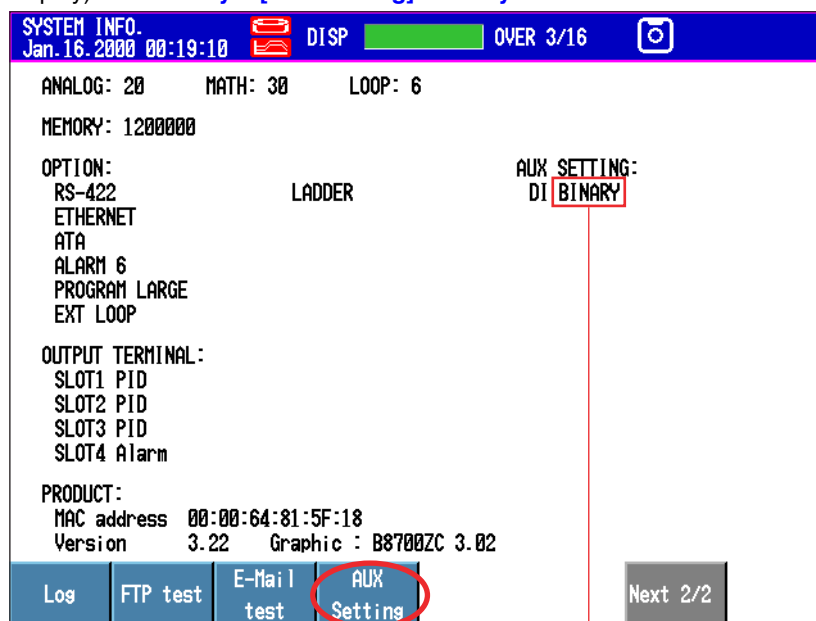 SYSTEM INFO.
Jan.16.2000 00:19:10 DISP OVER 3/16
ANALOG: 20 MATH: 30 LOOP: 6
MEMORY: 1200000
OPTION: AUX SETTING:
RS-422 LADDER DI BINARY
ETHERNET
ATA
ALARM 6
PROGRAM LARGE
EXT LOOP
OUTPUT TERMINAL:
SLOT1 PID
SLOT2 PID
SLOT3 PID
SLOT4 Alarm
PRODUCT:
MAC address 00:00:64:81:5F:18
Version 3.22 Graphic : B8700ZC 3.02
Log FTP test E-Mail test AUX Setting Next 2/2